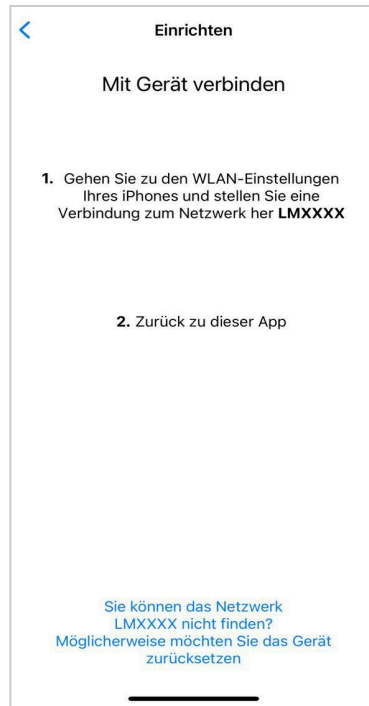 Einrichten
Mit Gerät verbinden
1. Gehen Sie zu den WLAN-Einstellungen
Ihres iPhones und stellen Sie eine
Verbindung zum Netzwerk her LMXXXX
2. Zurück zu dieser App
Sie können das Netzwerk
LMXXXX nicht finden?
Möglicherweise möchten Sie das Gerät
zurücksetzen